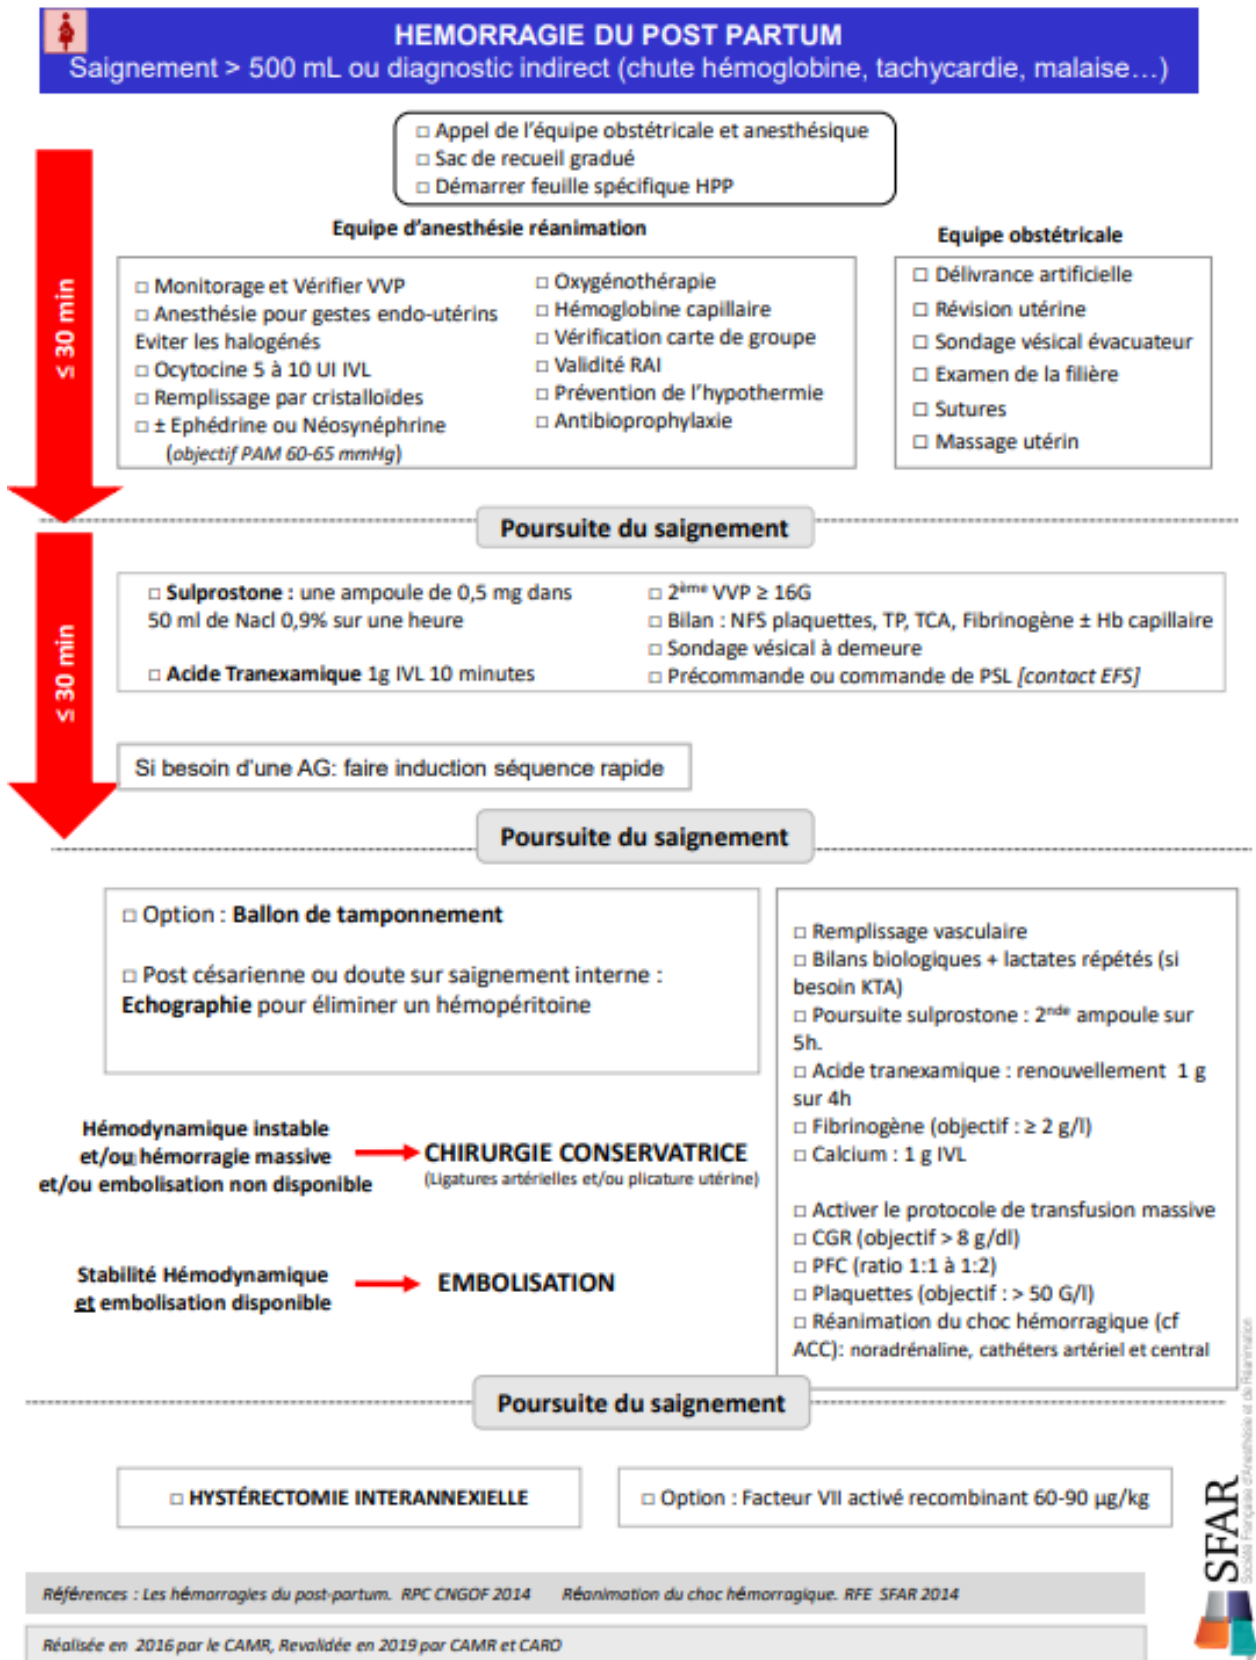 HEMORRAGIE DU POST PARTUM
Saignement > 500 mL ou diagnostic indirect (chute hémoglobine, tachycardie, malaise…)
□ Appel de l'équipe obstétricale et anesthésique
□ Sac de recueil gradué
□ Démarrer feuille spécifique HPP
≤ 30 min
Equipe d'anesthésie réanimation
□ Monitorage et Vérifier VVP
□ Anesthésie pour gestes endo-utérins
Eviter les halogénés
□ Ocytocine 5 à 10 UI IVL
□ Remplissage par cristalloïdes
□ ± Ephédrine ou Néosynéphrine
(objectif PAM 60-65 mmHg)
□ Oxygénothérapie
□ Hémoglobine capillaire
□ Vérification carte de groupe
□ Validité RAI
□ Prévention de l'hypothermie
□ Antibioprophylaxie
Equipe obstétricale
□ Délivrance artificielle
□ Révision utérine
□ Sondage vésical évacuateur
□ Examen de la filière
□ Sutures
□ Massage utérin
Poursuite du saignement
≤ 30 min
□ Sulprostone : une ampoule de 0,5 mg dans
50 ml de Nacl 0,9% sur une heure
□ Acide Tranexamique 1g IVL 10 minutes
□ 2ème VVP ≥ 16G
□ Bilan : NFS plaquettes, TP, TCA, Fibrinogène ± Hb capillaire
□ Sondage vésical à demeure
□ Précommande ou commande de PSL [contact EFS]
Si besoin d'une AG: faire induction séquence rapide
Poursuite du saignement
□ Option : Ballon de tamponnement
□ Post césarienne ou doute sur saignement interne :
Echographie pour éliminer un hémopéritoine
Hémodynamique instable
et/ou hémorragie massive
et/ou embolisation non disponible
CHIRURGIE CONSERVATRICE
(Ligatures artérielles et/ou plicature utérine)
Stabilité Hémodynamique
et embolisation disponible
EMBOLISATION
□ Remplissage vasculaire
□ Bilans biologiques + lactates répétés (si
besoin KTA)
□ Poursuite sulprostone : 2nde ampoule sur
5h.
□ Acide tranexamique : renouvellement 1 g
sur 4h
□ Fibrinogène (objectif : ≥ 2 g/l)
□ Calcium : 1 g IVL
□ Activer le protocole de transfusion massive
□ CGR (objectif > 8 g/dl)
□ PFC (ratio 1:1 à 1:2)
□ Plaquettes (objectif : > 50 G/l)
□ Réanimation du choc hémorragique (cf
ACC): noradrénaline, cathéters artériel et central
Poursuite du saignement
□ HYSTÉRECTOMIE INTERANNEXIELLE
□ Option : Facteur VII activé recombinant 60-90 µg/kg
SFAR
Société Française d'Anesthésie et de Réanimation
Références : Les hémorragies du post-partum. RPC CNGOF 2014 Réanimation du choc hémorragique. RFE SFAR 2014
Réalisée en 2016 par le CAMR, Revalidée en 2019 par CAMR et CARO